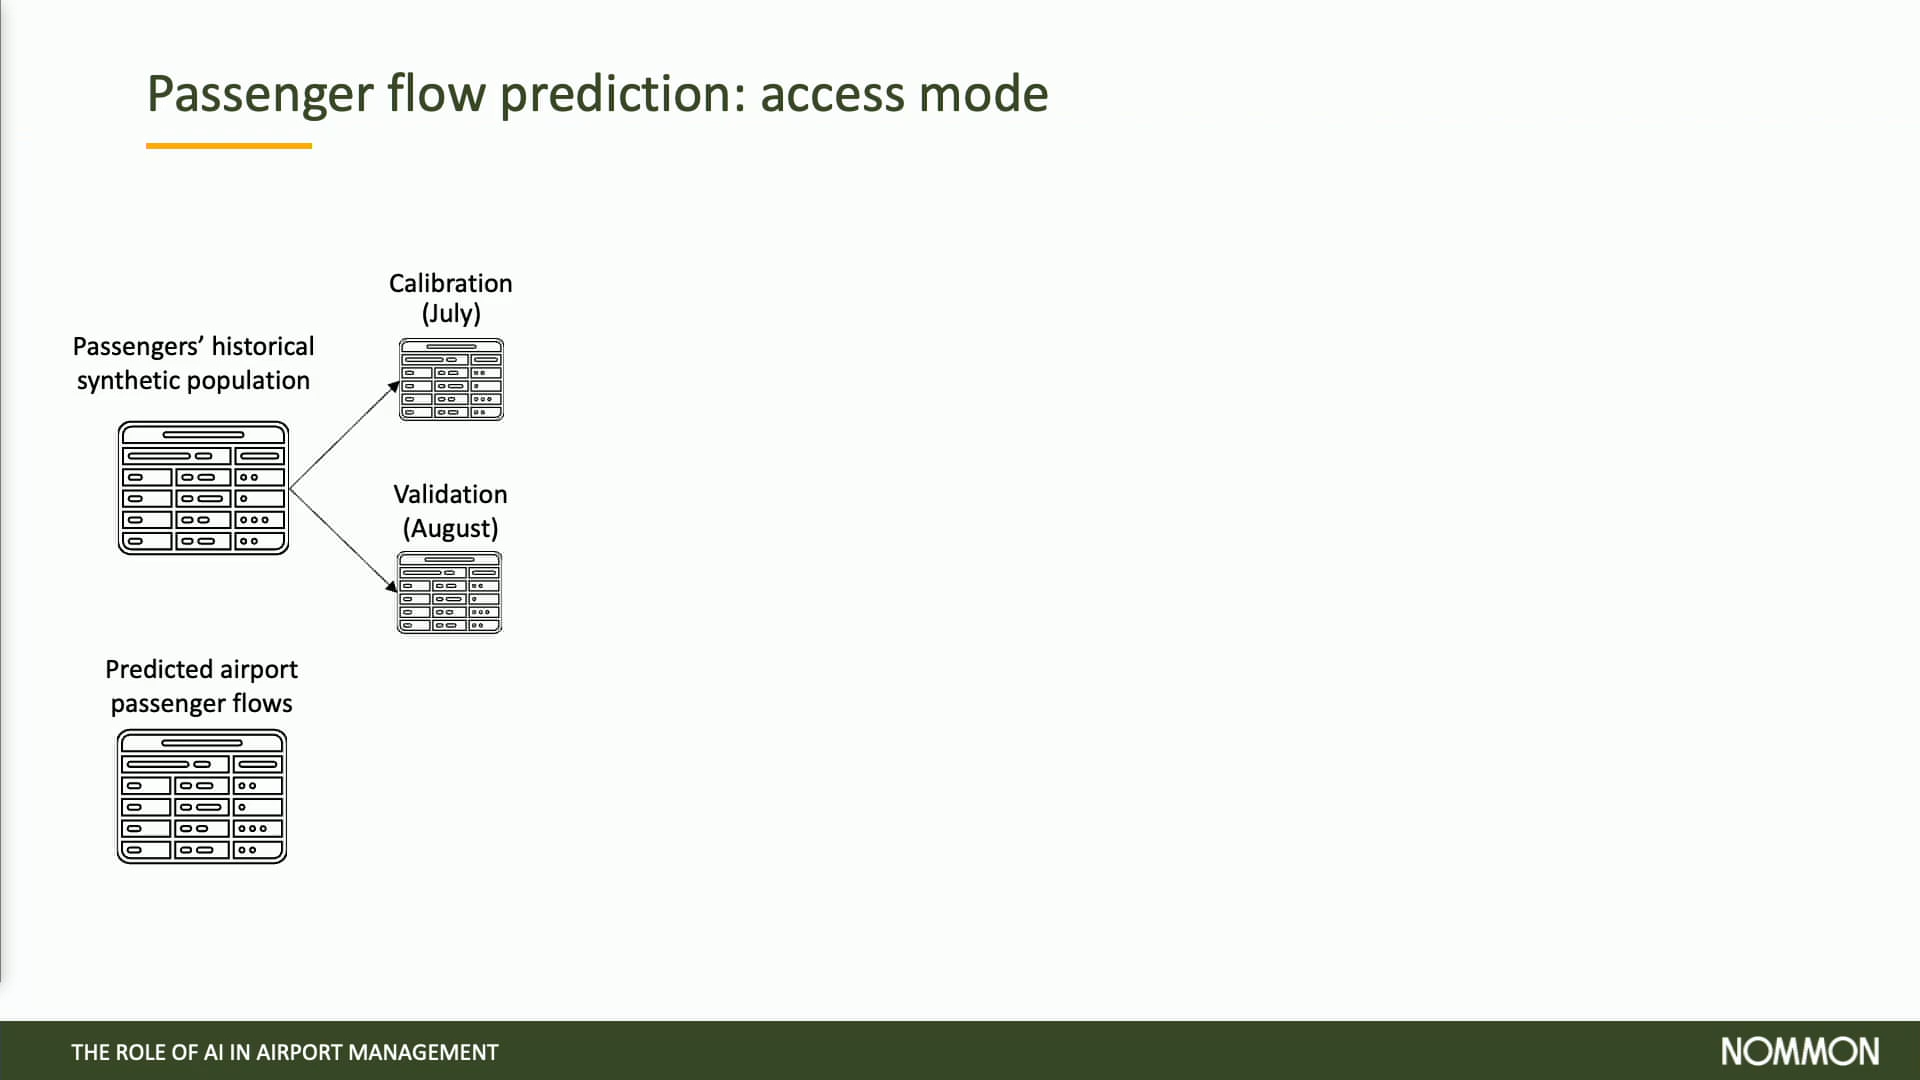 Passenger flow prediction: access mode
Calibration
(July)
Passengers’ historical
synthetic population
Validation
(August)
Predicted airport
passenger flows
THE ROLE OF AI IN AIRPORT MANAGEMENT
NOMMON